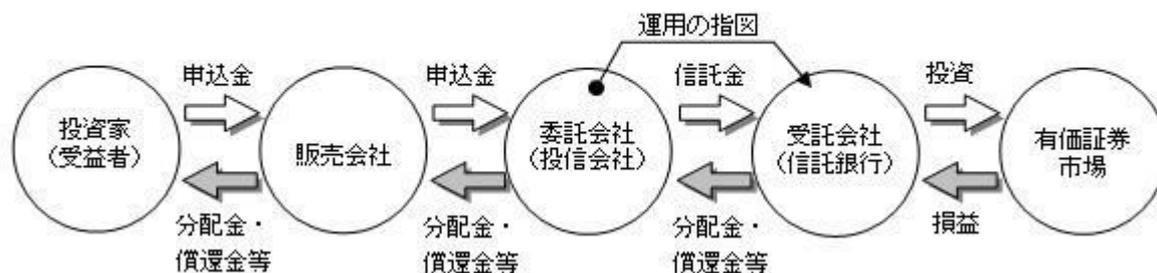 運用の指図
申込金
申込金
信託金
投資
投資家
(受益者)
販売会社
委託会社
(投信会社)
受託会社
(信託銀行)
有価証券
市場
分配金・
償還金等
分配金・
償還金等
分配金・
償還金等
損益